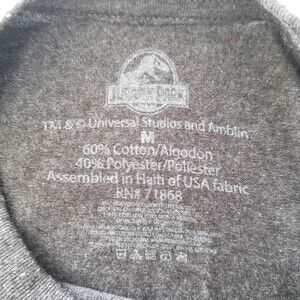 JURASSIC PARK
TM & © Universal Studios and Amblin
M
60% Cotton/Algodon
40% Polyester/Poliester
Assembled in Haiti of USA fabric
RN# 71868